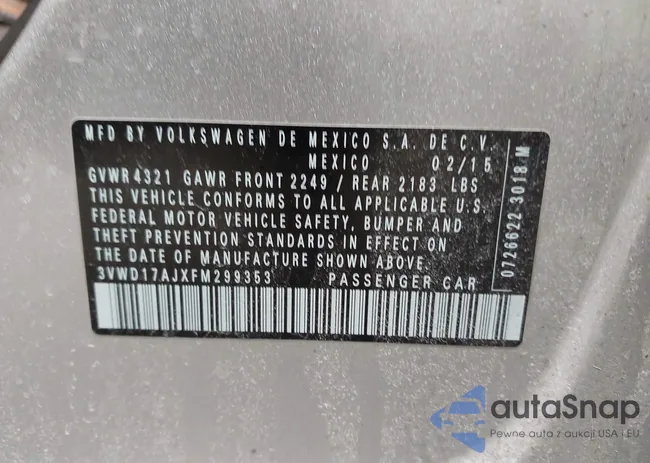 MFD BY VOLKSWAGEN DE MEXICO S.A. DE C.V.
MEXICO 02/15
GVWR 4321 GAWR FRONT 2249 / REAR 2183 LBS
THIS VEHICLE CONFORMS TO ALL APPLICABLE U.S.
FEDERAL MOTOR VEHICLE SAFETY, BUMPER AND
THEFT PREVENTION STANDARDS IN EFFECT ON
THE DATE OF MANUFACTURE SHOWN ABOVE.
3VWD17AJXFM299353 PASSENGER CAR
0726622 3018 M
autaSnap
Pewne auta z aukcji USA i EU